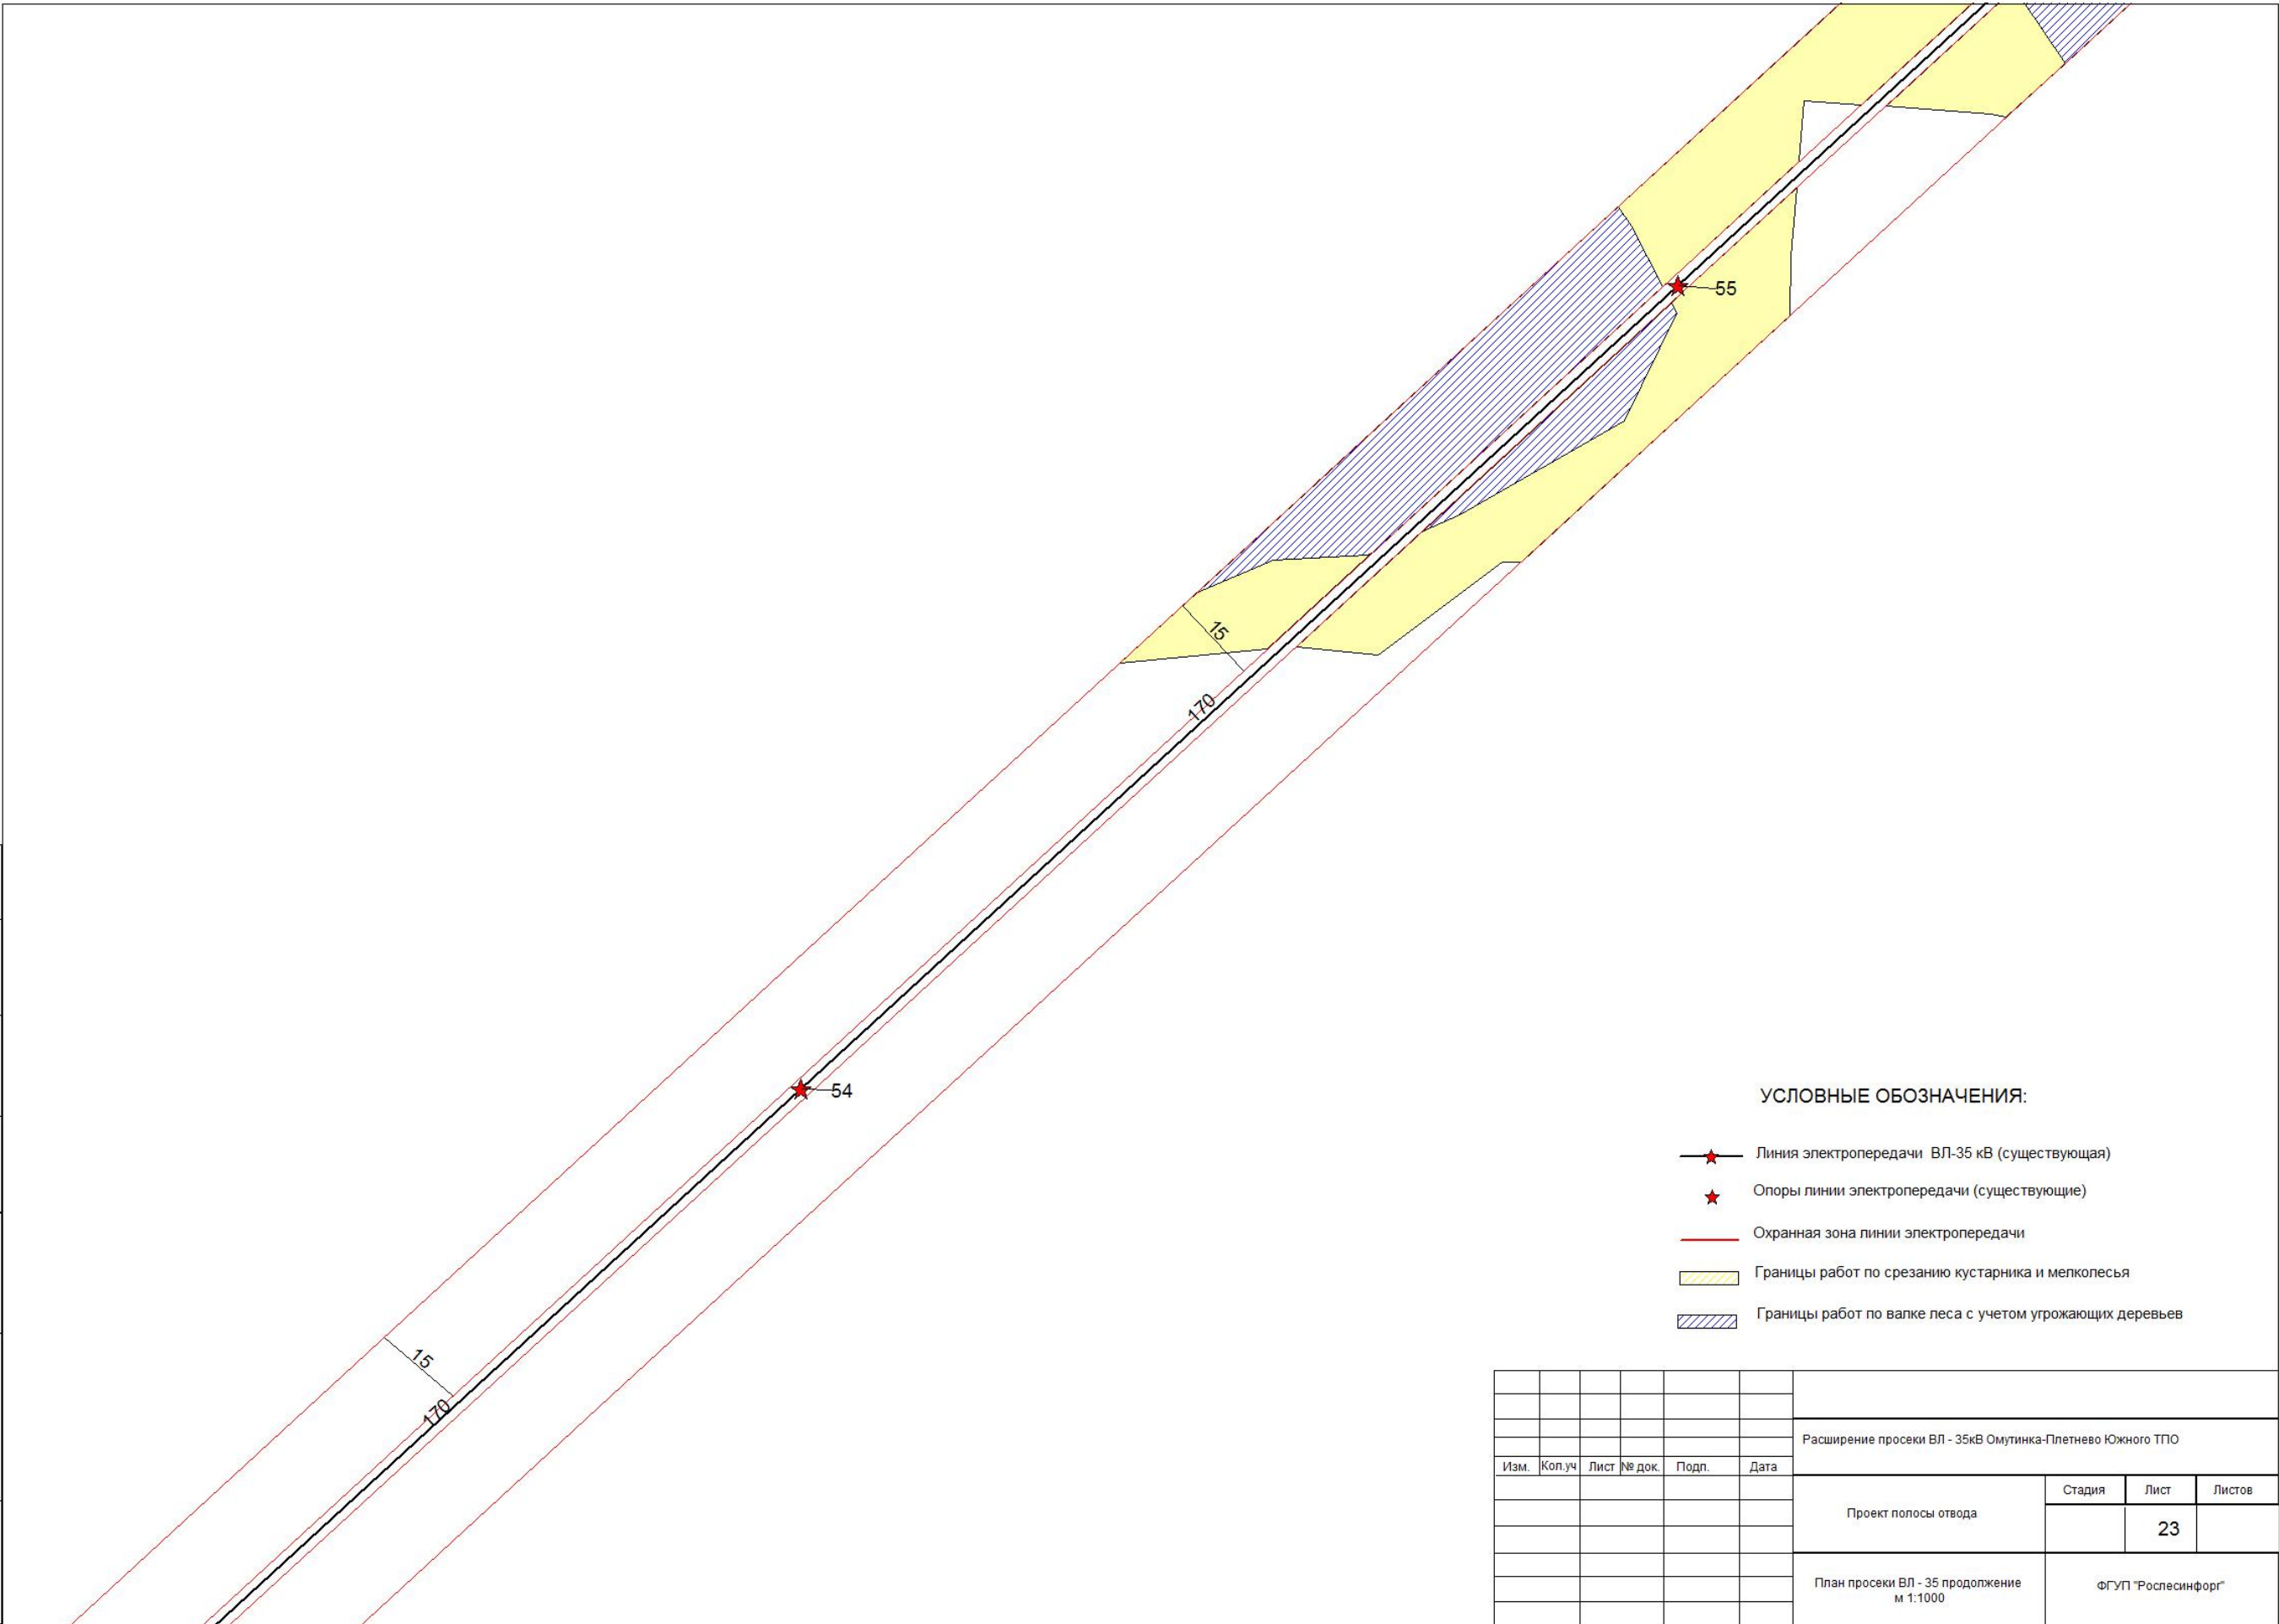 55
15
170
54
15
170
УСЛОВНЫЕ ОБОЗНАЧЕНИЯ:
Линия электропередачи ВЛ-35 кВ (существующая)
Опоры линии электропередачи (существующие)
Охранная зона линии электропередачи
Границы работ по срезанию кустарника и мелколесья
Границы работ по валке леса с учетом угрожающих деревьев
Расширение просеки ВЛ - 35кВ Омутинка-Плетнево Южного ТПО
Изм. Кол.уч Лист № док. Подп. Дата
Проект полосы отвода
Стадия Лист Листов
23
План просеки ВЛ - 35 продолжение
м 1:1000
ФГУП "Рослесинфорг"